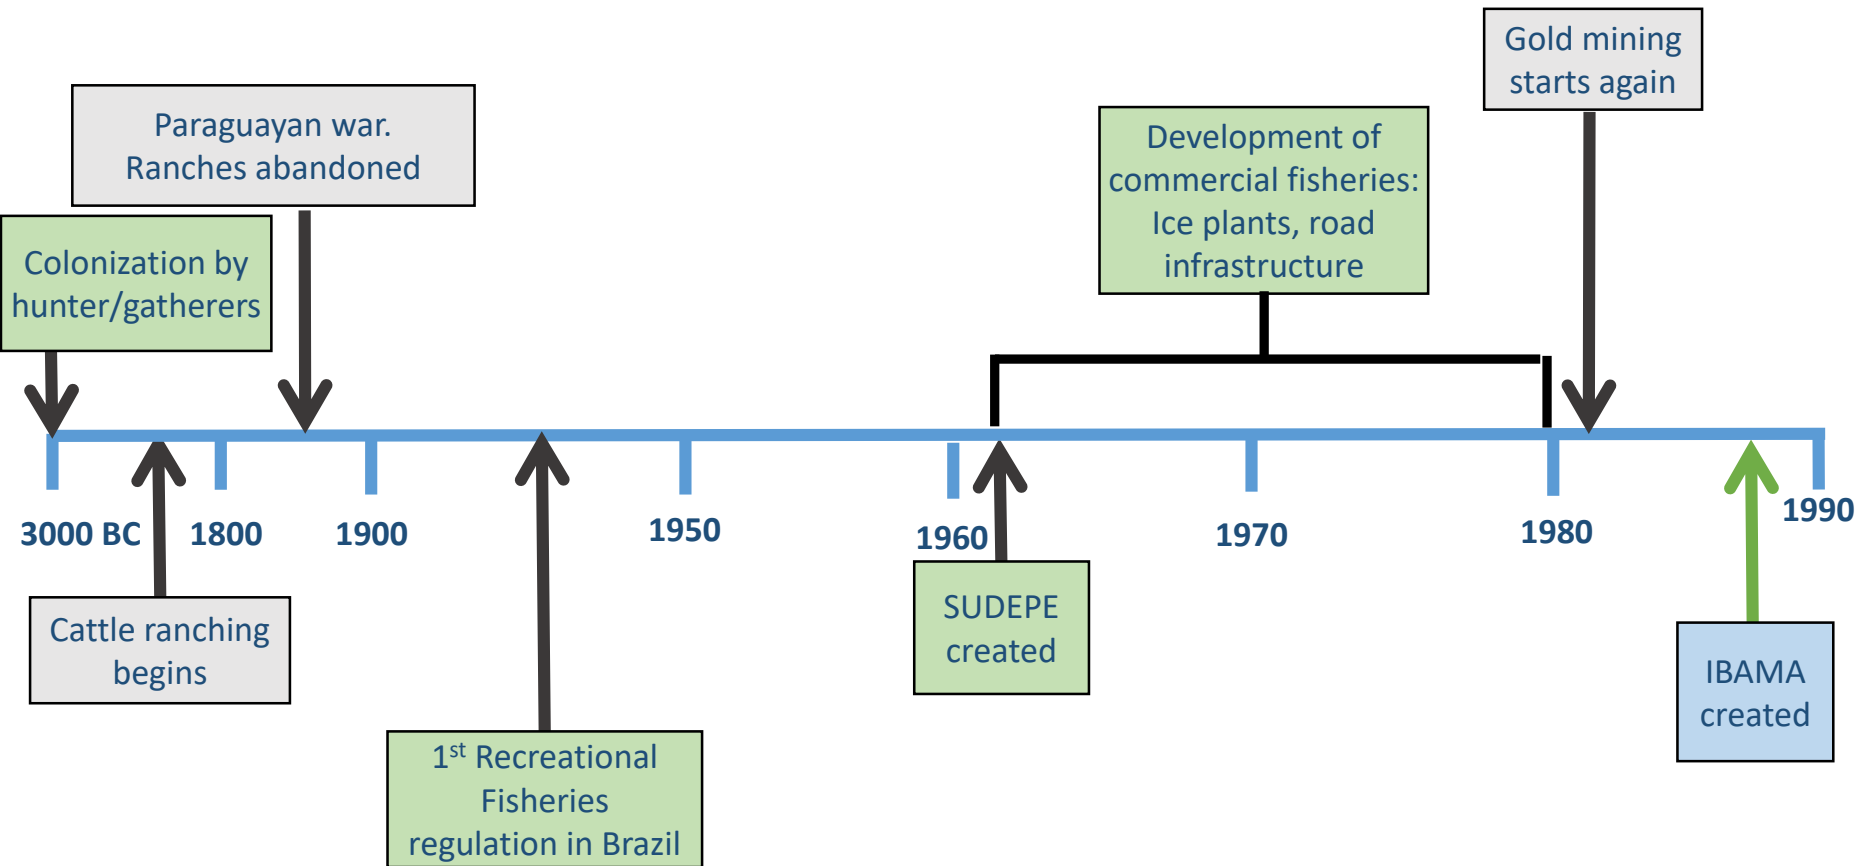 Gold mining
starts again
Paraguayan war.
Ranches abandoned
Development of
commercial fisheries:
Ice plants, road
infrastructure
Colonization by
hunter/gatherers
3000 BC
1800
1900
1950
1960
1970
1980
1990
Cattle ranching
begins
SUDEPE
created
IBAMA
created
1st Recreational
Fisheries
regulation in Brazil